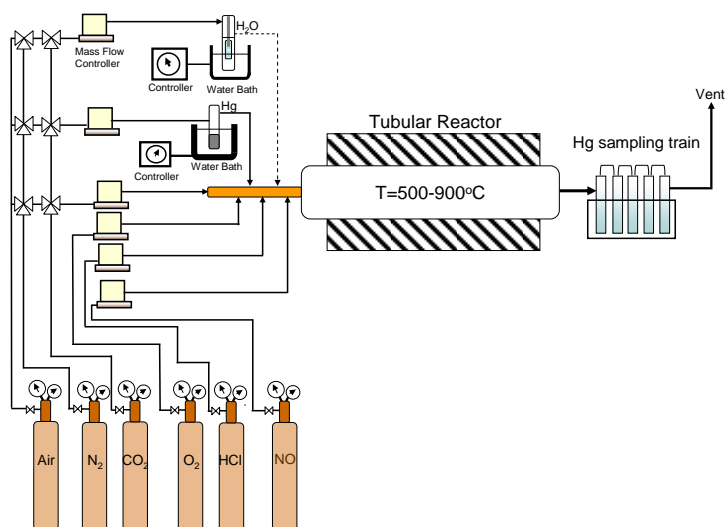 H₂O
Mass Flow
Controller
Controller
Water Bath
Hg
Water Bath
Controller
Tubular Reactor
T=500-900ºC
Hg sampling train
Vent
Air
N₂
CO₂
O₂
HCl
NO